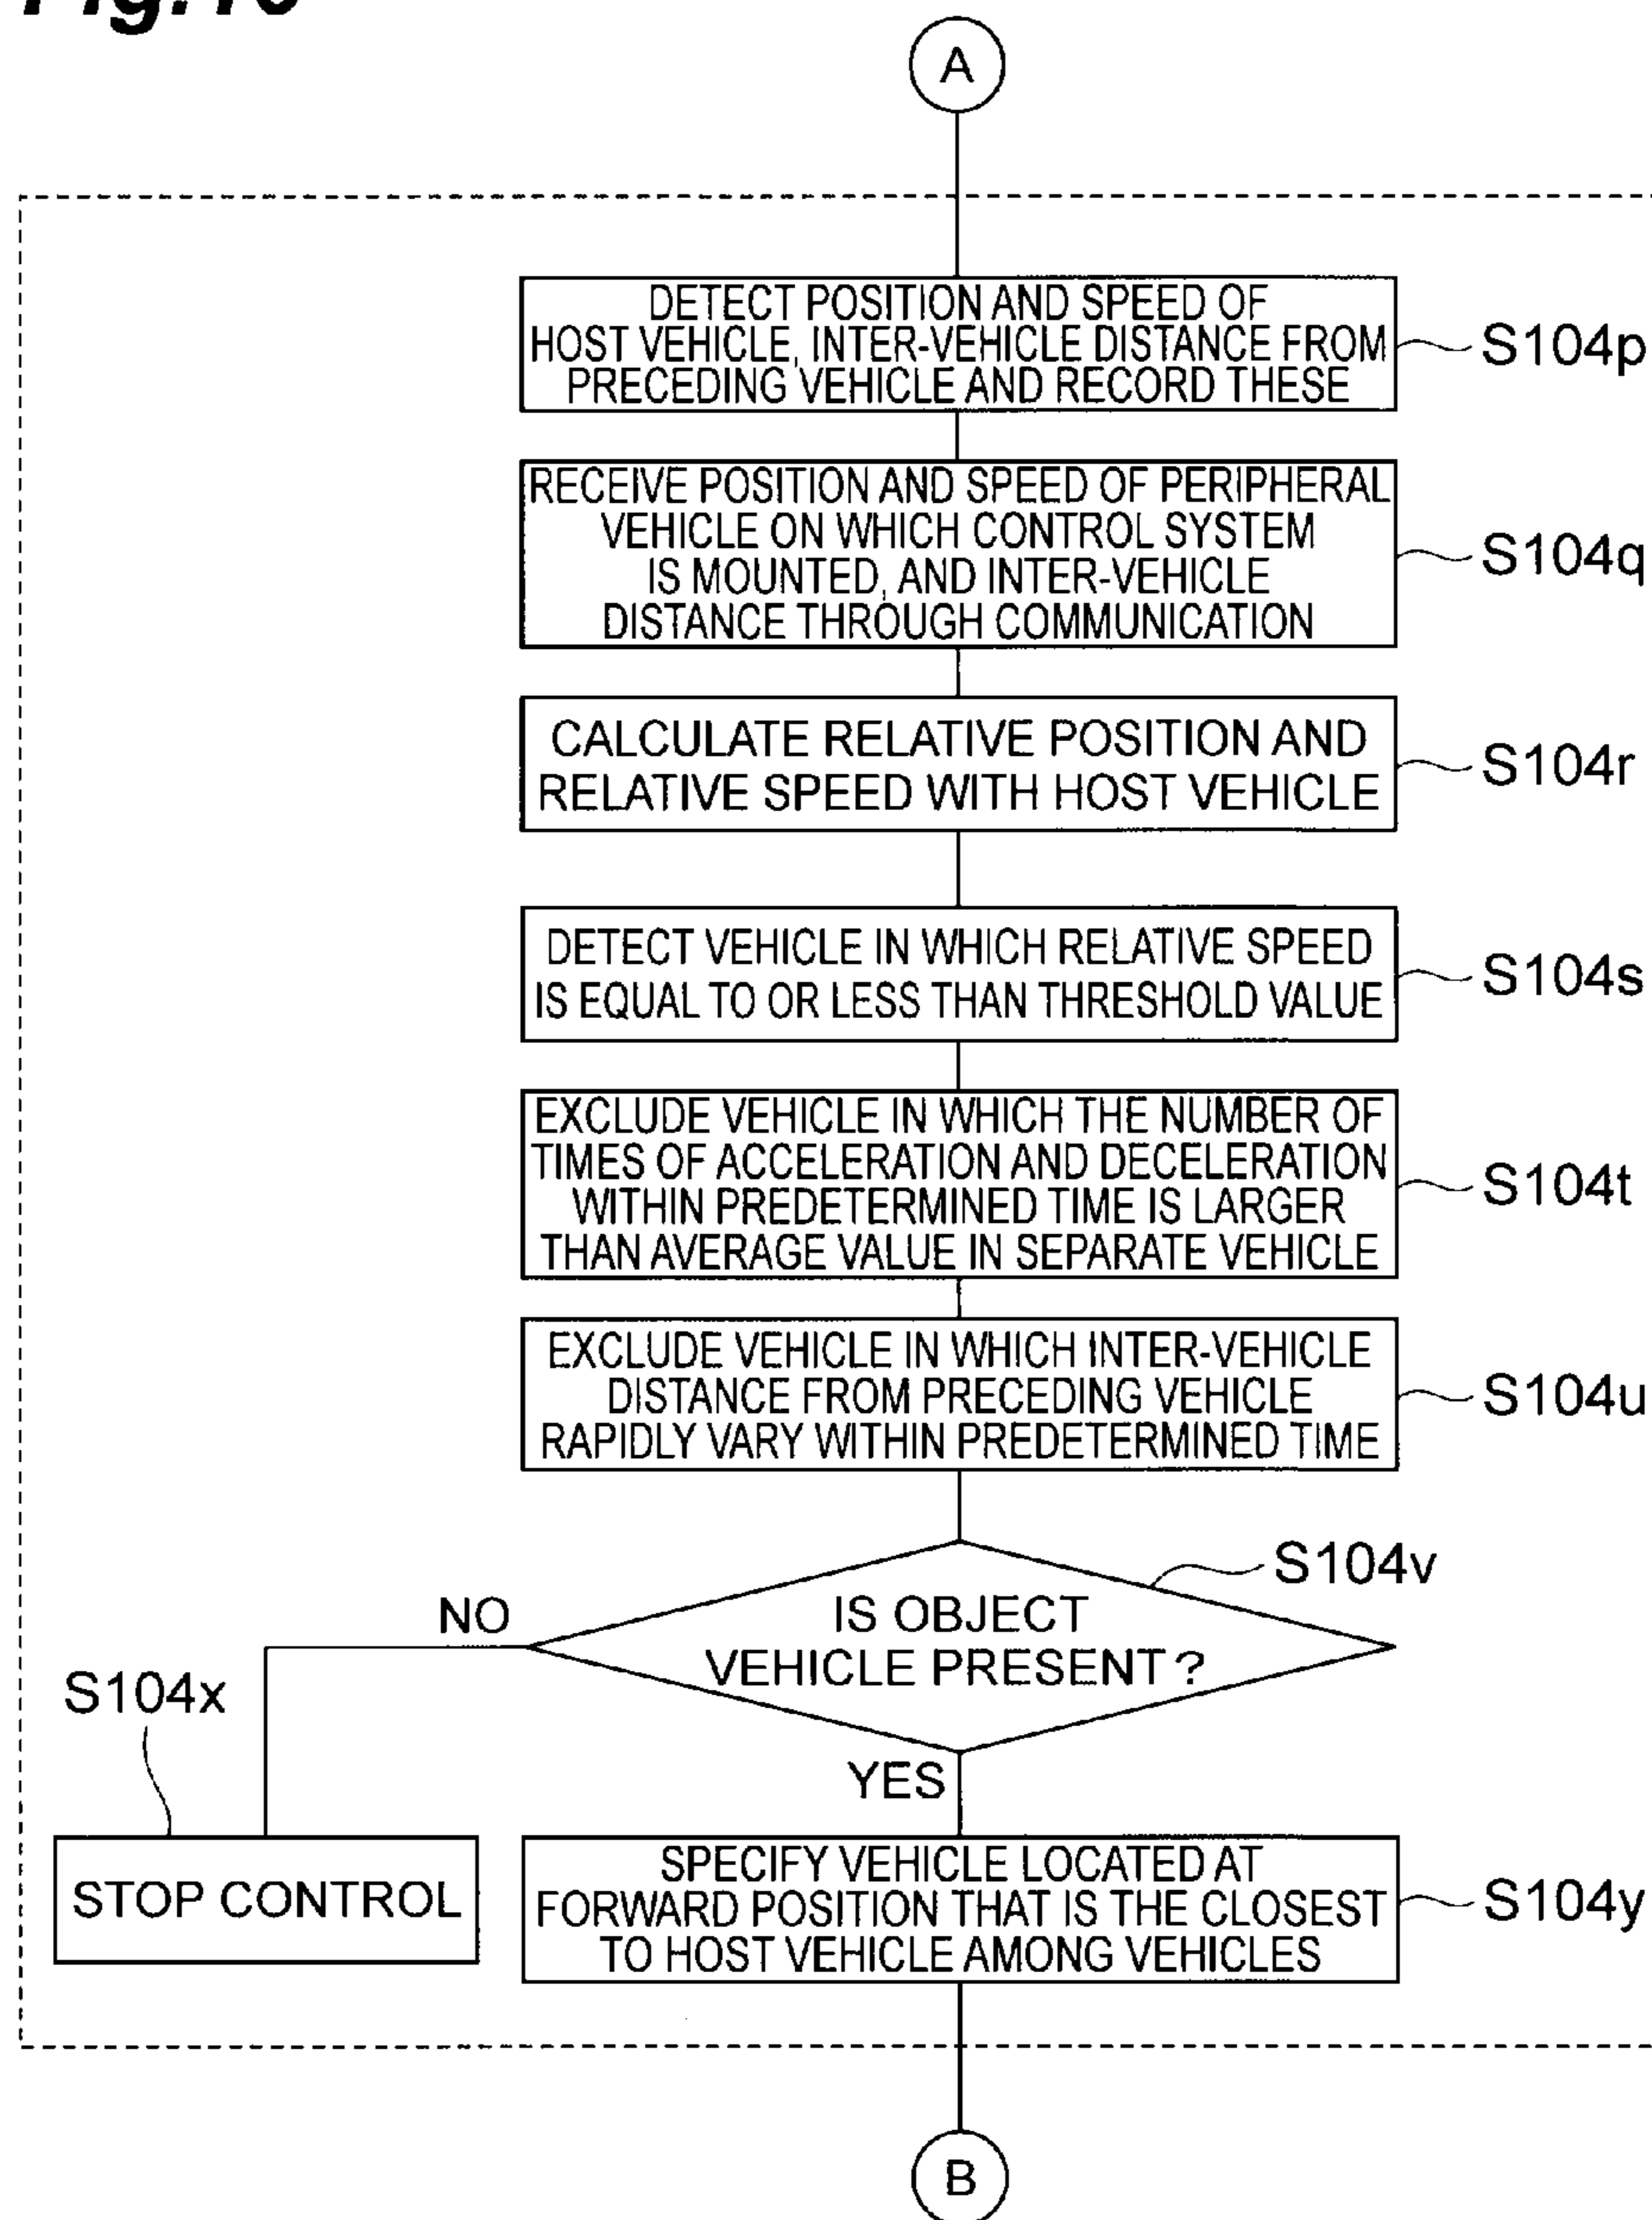 A
DETECT POSITION AND SPEED OF
HOST VEHICLE, INTER-VEHICLE DISTANCE FROM
PRECEDING VEHICLE AND RECORD THESE
S104p
RECEIVE POSITION AND SPEED OF PERIPHERAL
VEHICLE ON WHICH CONTROL SYSTEM
IS MOUNTED, AND INTER-VEHICLE
DISTANCE THROUGH COMMUNICATION
S104q
CALCULATE RELATIVE POSITION AND
RELATIVE SPEED WITH HOST VEHICLE
S104r
DETECT VEHICLE IN WHICH RELATIVE SPEED
IS EQUAL TO OR LESS THAN THRESHOLD VALUE
S104s
EXCLUDE VEHICLE IN WHICH THE NUMBER OF
TIMES OF ACCELERATION AND DECELERATION
WITHIN PREDETERMINED TIME IS LARGER
THAN AVERAGE VALUE IN SEPARATE VEHICLE
S104t
EXCLUDE VEHICLE IN WHICH INTER-VEHICLE
DISTANCE FROM PRECEDING VEHICLE
RAPIDLY VARY WITHIN PREDETERMINED TIME
S104u
S104v
IS OBJECT
VEHICLE PRESENT?
NO
YES
S104x
STOP CONTROL
SPECIFY VEHICLE LOCATED AT
FORWARD POSITION THAT IS THE CLOSEST
TO HOST VEHICLE AMONG VEHICLES
S104y
B